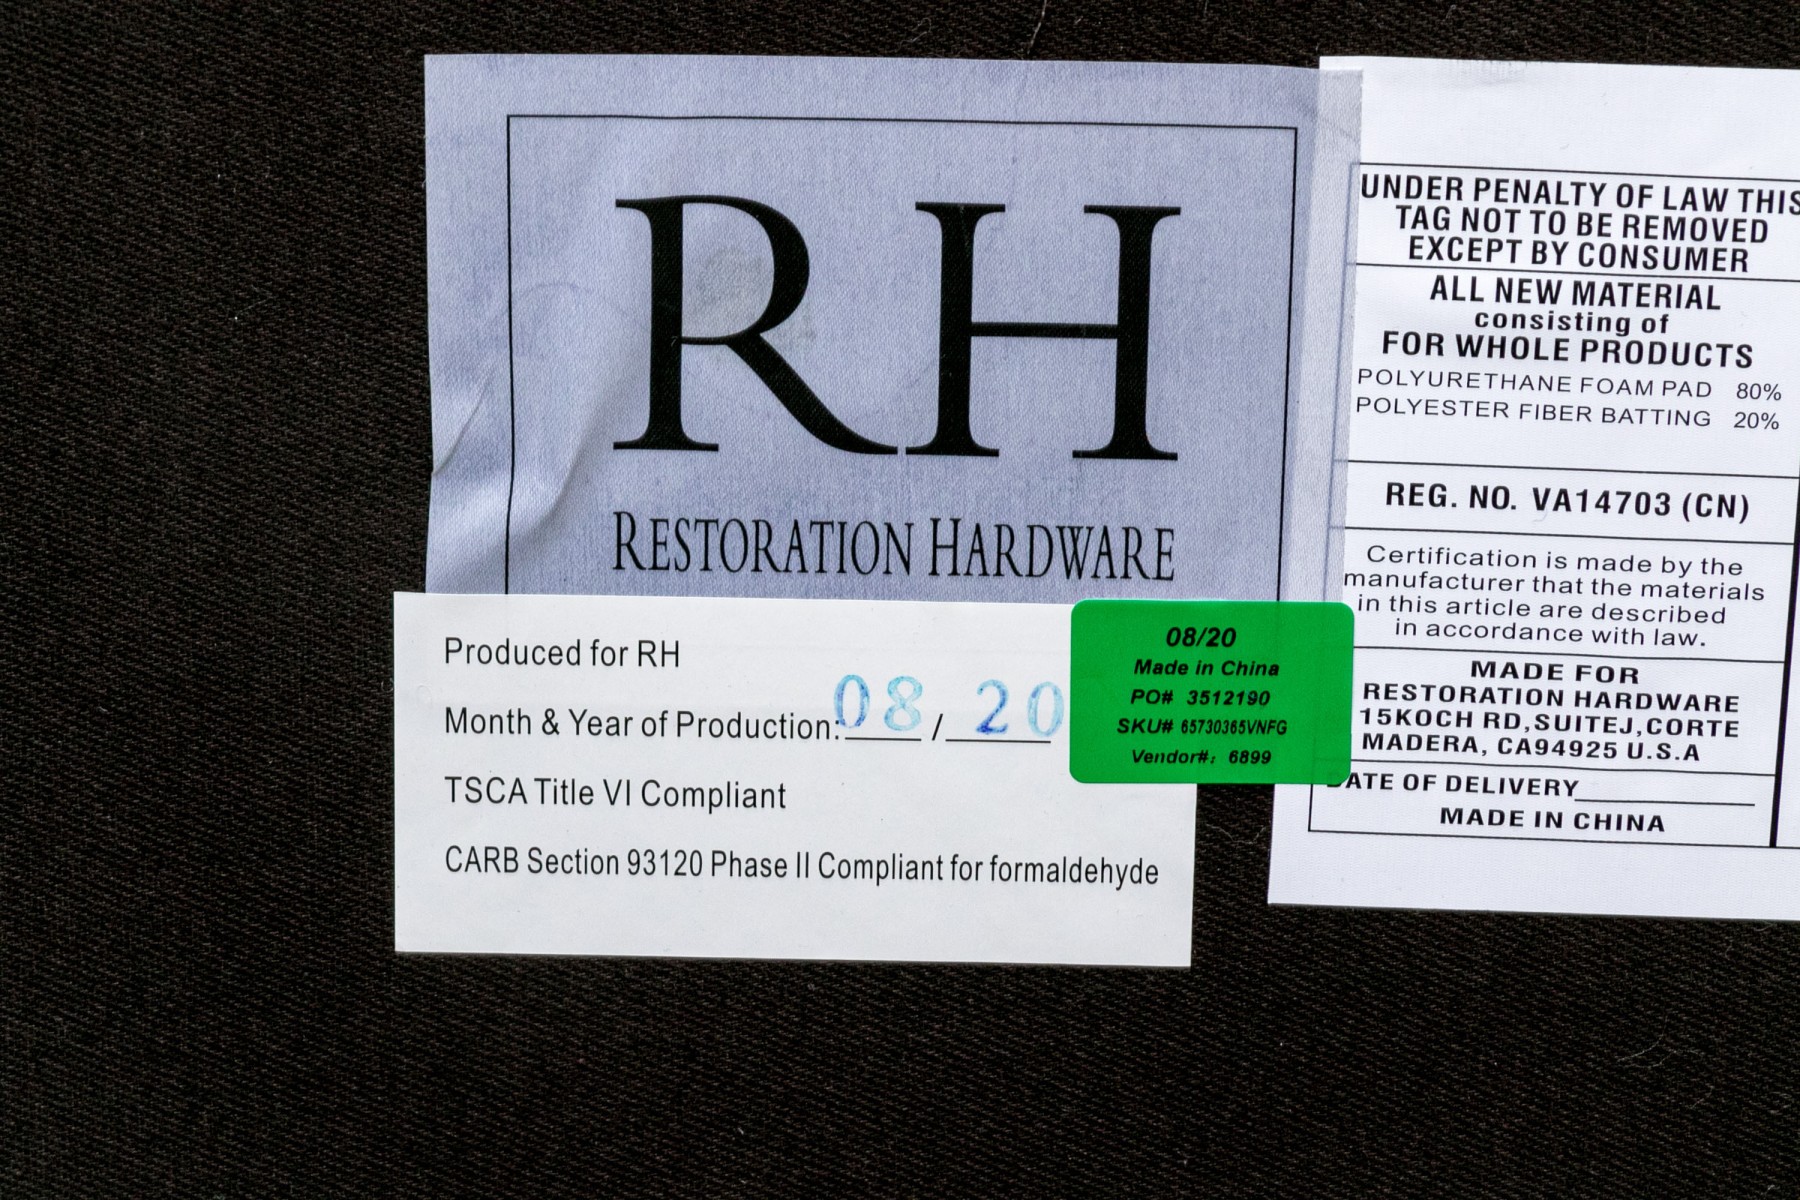 RH
RESTORATION HARDWARE
Produced for RH
Month & Year of Production: 08 / 20
TSCA Title VI Compliant
CARB Section 93120 Phase II Compliant for formaldehyde
08/20
Made in China
PO# 3512190
SKU# 65730365VNFG
Vendor#: 6899
UNDER PENALTY OF LAW THIS
TAG NOT TO BE REMOVED
EXCEPT BY CONSUMER
ALL NEW MATERIAL
consisting of
FOR WHOLE PRODUCTS
POLYURETHANE FOAM PAD 80%
POLYESTER FIBER BATTING 20%
REG. NO. VA14703 (CN)
Certification is made by the
manufacturer that the materials
in this article are described
in accordance with law.
MADE FOR
RESTORATION HARDWARE
15KOCH RD,SUITEJ,CORTE
MADERA, CA94925 U.S.A
DATE OF DELIVERY
MADE IN CHINA